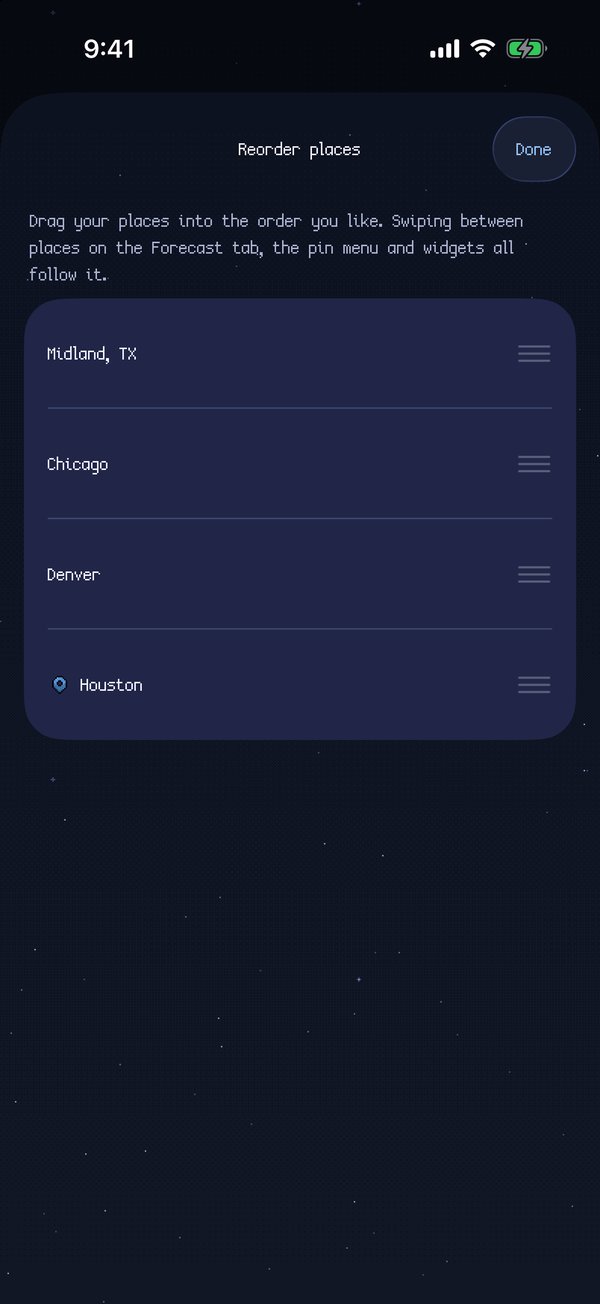 9:41
Reorder places
Done
Drag your places into the order you like. Swiping between
places on the Forecast tab, the pin menu and widgets all
follow it.
Midland, TX
Chicago
Denver
Houston